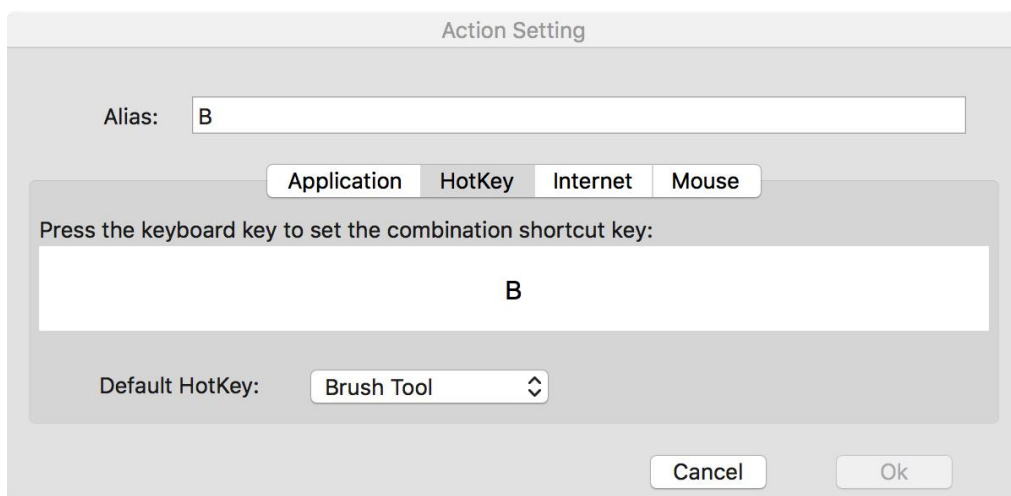 Action Setting
Alias: B
Application HotKey Internet Mouse
Press the keyboard key to set the combination shortcut key:
B
Default HotKey: Brush Tool
Cancel Ok